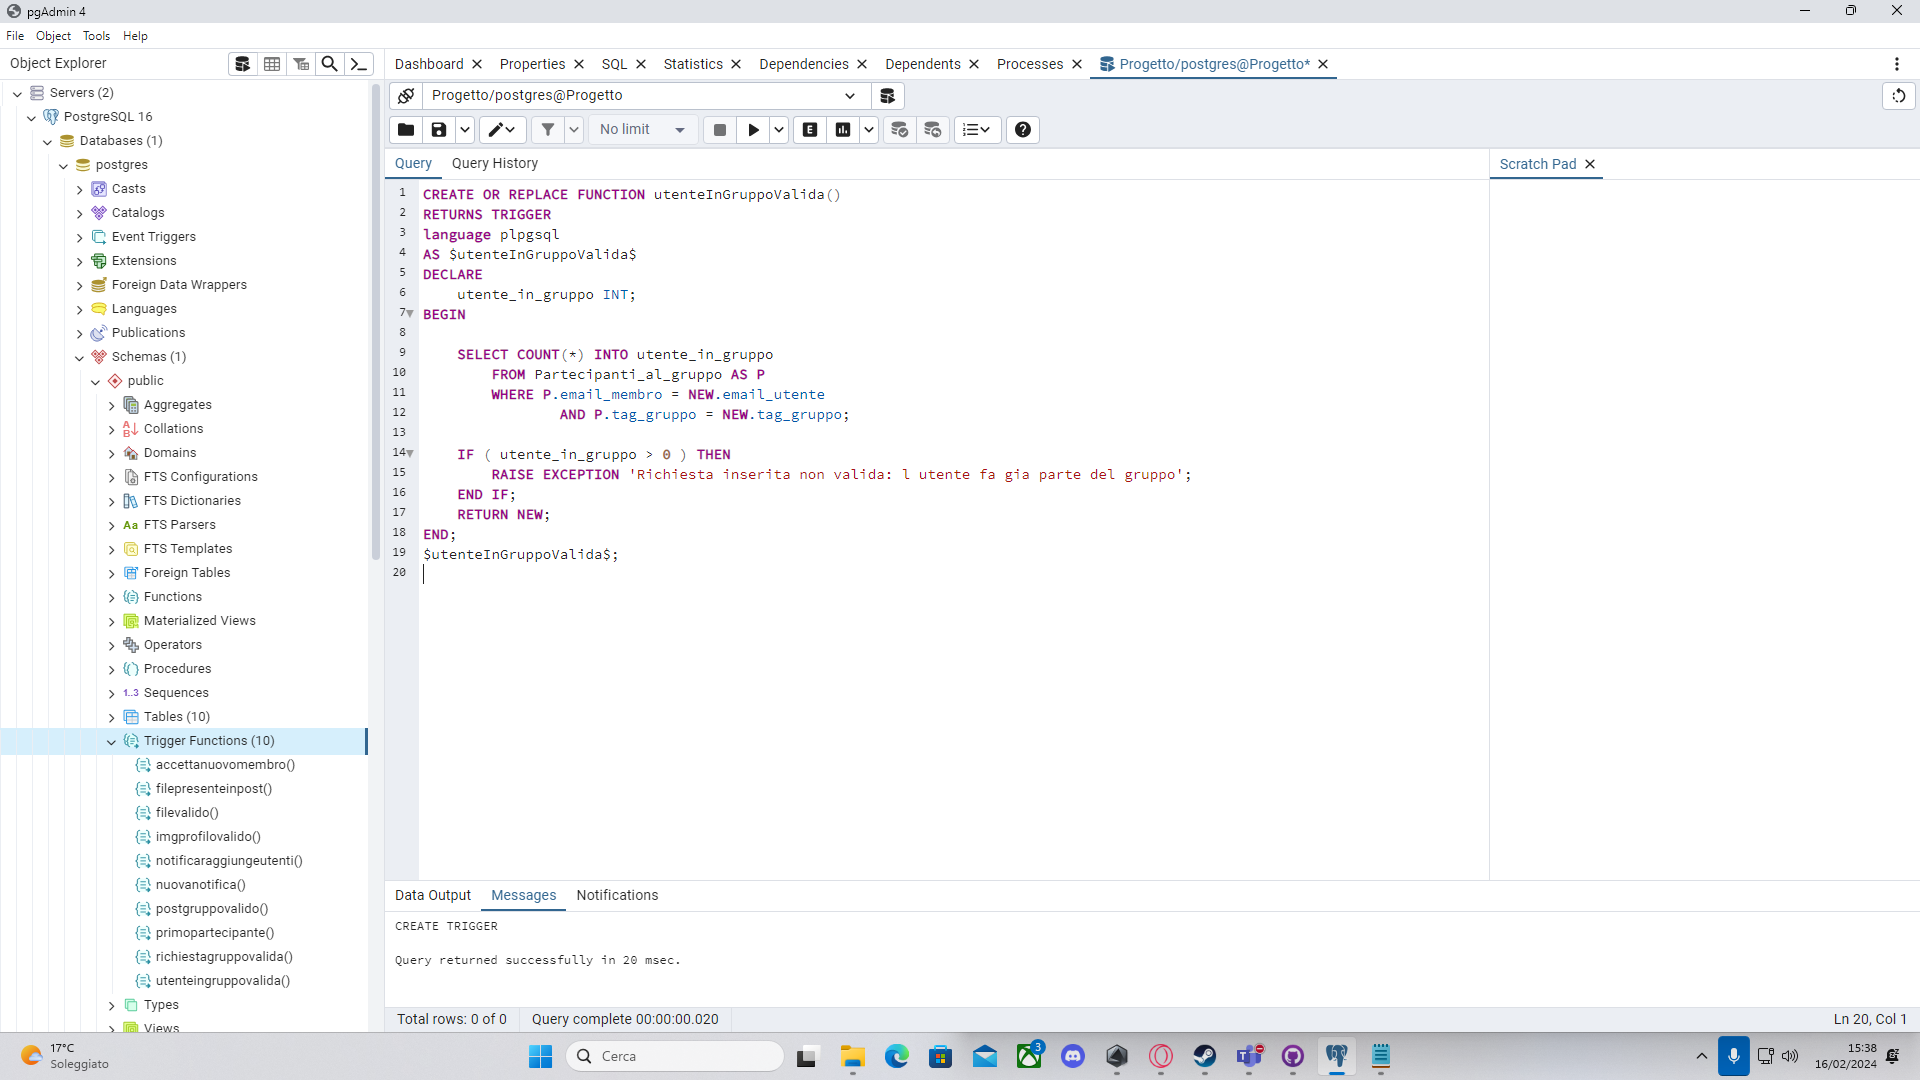 pgAdmin 4
File Object Tools Help
Object Explorer
Dashboard Properties SQL Statistics Dependencies Dependents Processes Progetto/postgres@Progetto*
Servers (2)
PostgreSQL 16
Databases (1)
postgres
Casts
Catalogs
Event Triggers
Extensions
Foreign Data Wrappers
Languages
Publications
Schemas (1)
public
Aggregates
Collations
Domains
FTS Configurations
FTS Dictionaries
Aa FTS Parsers
FTS Templates
Foreign Tables
Functions
Materialized Views
Operators
Procedures
1..3 Sequences
Tables (10)
Trigger Functions (10)
accettanuovomembro()
filepresenteinpost()
filevalido()
imgprofilovalido()
notificaraggiungeutenti()
nuovanotifica()
postgruppovalido()
primopartecipante()
richiestagruppovalida()
utenteingruppovalida()
Types
Views
Progetto/postgres@Progetto
No limit
E
Query Query History
Scratch Pad
1 CREATE OR REPLACE FUNCTION utenteInGruppoValida()
2 RETURNS TRIGGER
3 language plpgsql
4 AS $utenteInGruppoValida$
5 DECLARE
6 utente_in_gruppo INT;
7 BEGIN
8
9 SELECT COUNT(*) INTO utente_in_gruppo
10 FROM Partecipanti_al_gruppo AS P
11 WHERE P.email_membro = NEW.email_utente
12 AND P.tag_gruppo = NEW.tag_gruppo;
13
14 IF ( utente_in_gruppo > 0 ) THEN
15 RAISE EXCEPTION 'Richiesta inserita non valida: l utente fa gia parte del gruppo';
16 END IF;
17 RETURN NEW;
18 END;
19 $utenteInGruppoValida$;
20
Data Output Messages Notifications
CREATE TRIGGER
Query returned successfully in 20 msec.
Total rows: 0 of 0 Query complete 00:00:00.020
Ln 20, Col 1
17°C
Soleggiato
Cerca
3
15:38
16/02/2024